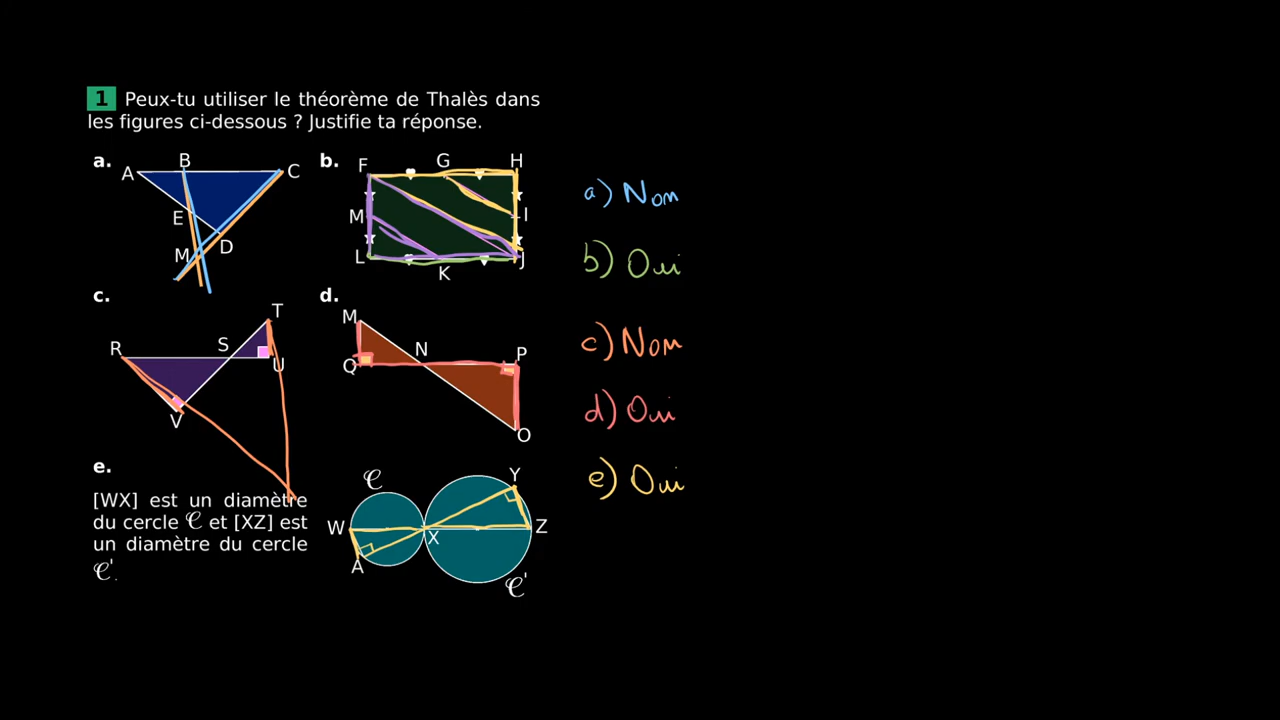 1 Peux-tu utiliser le théorème de Thalès dans
les figures ci-dessous ? Justifie ta réponse.
a.
A B C
E
D
M
b.
F G H
M I
L K J
c.
R S T
U
V
d.
M
N P
Q
O
e.
[WX] est un diamètre
du cercle 𝒞 et [XZ] est
un diamètre du cercle
𝒞'.
𝒞 Y
W X Z
A
𝒞'
a) Non
b) Oui
c) Non
d) Oui
e) Oui